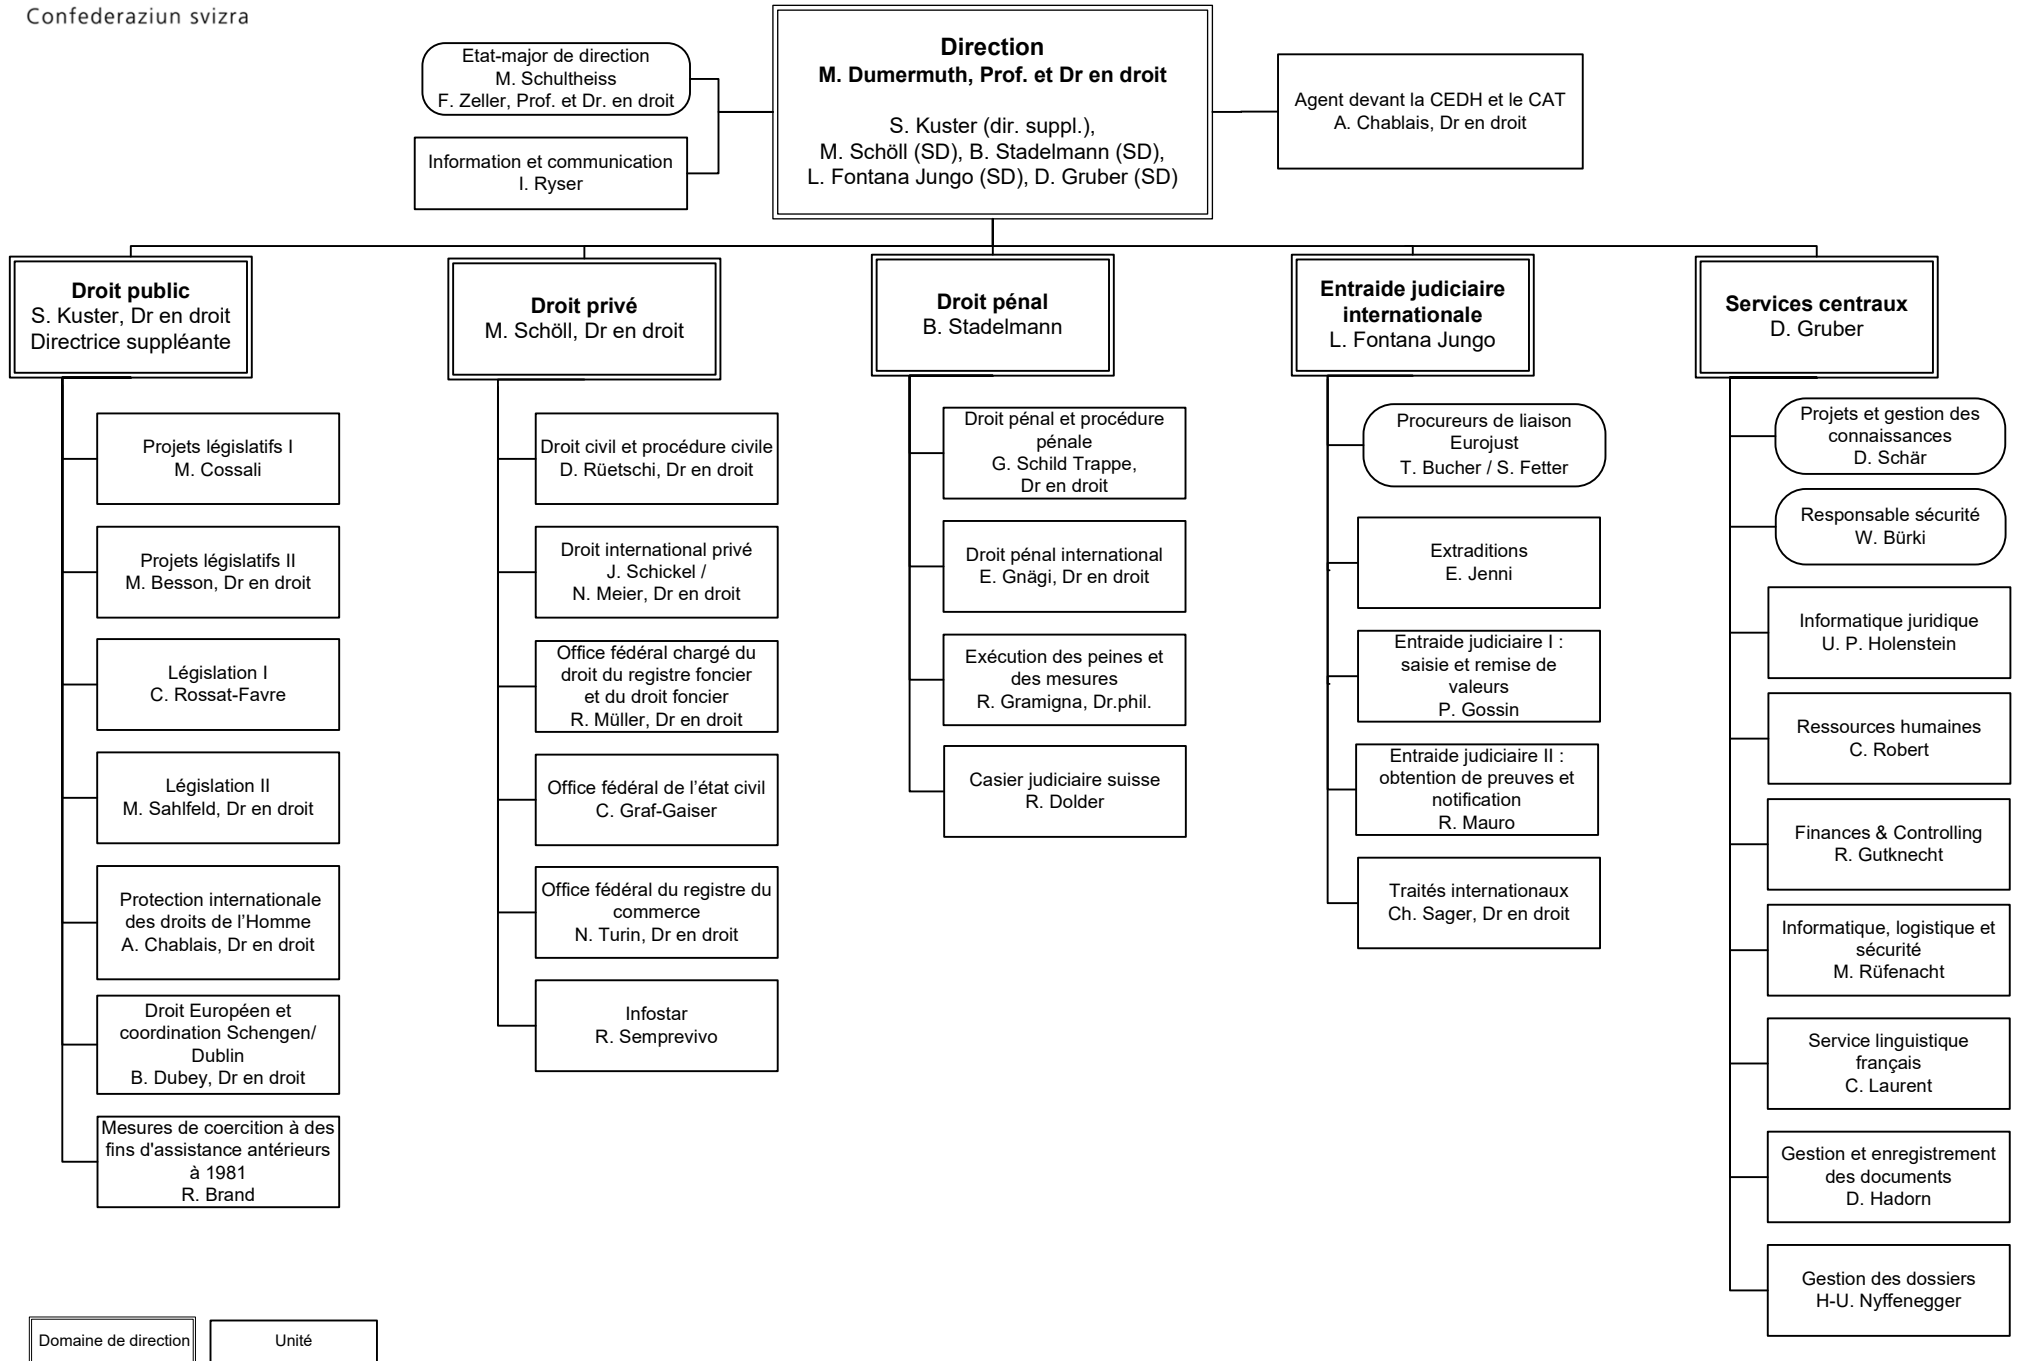 Confederaziun svizra
Etat-major de direction
M. Schultheiss
F. Zeller, Prof. et Dr. en droit
Information et communication
I. Ryser
Direction
M. Dumermuth, Prof. et Dr en droit
S. Kuster (dir. suppl.),
M. Schöll (SD), B. Stadelmann (SD),
L. Fontana Jungo (SD), D. Gruber (SD)
Agent devant la CEDH et le CAT
A. Chablais, Dr en droit
Droit public
S. Kuster, Dr en droit
Directrice suppléante
Projets législatifs I
M. Cossali
Projets législatifs II
M. Besson, Dr en droit
Législation I
C. Rossat-Favre
Législation II
M. Sahlfeld, Dr en droit
Protection internationale
des droits de l’Homme
A. Chablais, Dr en droit
Droit Européen et
coordination Schengen/
Dublin
B. Dubey, Dr en droit
Mesures de coercition à des
fins d'assistance antérieurs
à 1981
R. Brand
Droit privé
M. Schöll, Dr en droit
Droit civil et procédure civile
D. Rüetschi, Dr en droit
Droit international privé
J. Schickel /
N. Meier, Dr en droit
Office fédéral chargé du
droit du registre foncier
et du droit foncier
R. Müller, Dr en droit
Office fédéral de l’état civil
C. Graf-Gaiser
Office fédéral du registre du
commerce
N. Turin, Dr en droit
Infostar
R. Semprevivo
Droit pénal
B. Stadelmann
Droit pénal et procédure
pénale
G. Schild Trappe,
Dr en droit
Droit pénal international
E. Gnägi, Dr en droit
Exécution des peines et
des mesures
R. Gramigna, Dr.phil.
Casier judiciaire suisse
R. Dolder
Entraide judiciaire
internationale
L. Fontana Jungo
Procureurs de liaison
Eurojust
T. Bucher / S. Fetter
Extraditions
E. Jenni
Entraide judiciaire I :
saisie et remise de
valeurs
P. Gossin
Entraide judiciaire II :
obtention de preuves et
notification
R. Mauro
Traités internationaux
Ch. Sager, Dr en droit
Services centraux
D. Gruber
Projets et gestion des
connaissances
D. Schär
Responsable sécurité
W. Bürki
Informatique juridique
U. P. Holenstein
Ressources humaines
C. Robert
Finances & Controlling
R. Gutknecht
Informatique, logistique et
sécurité
M. Rüfenacht
Service linguistique
français
C. Laurent
Gestion et enregistrement
des documents
D. Hadorn
Gestion des dossiers
H-U. Nyffenegger
Domaine de direction
Unité